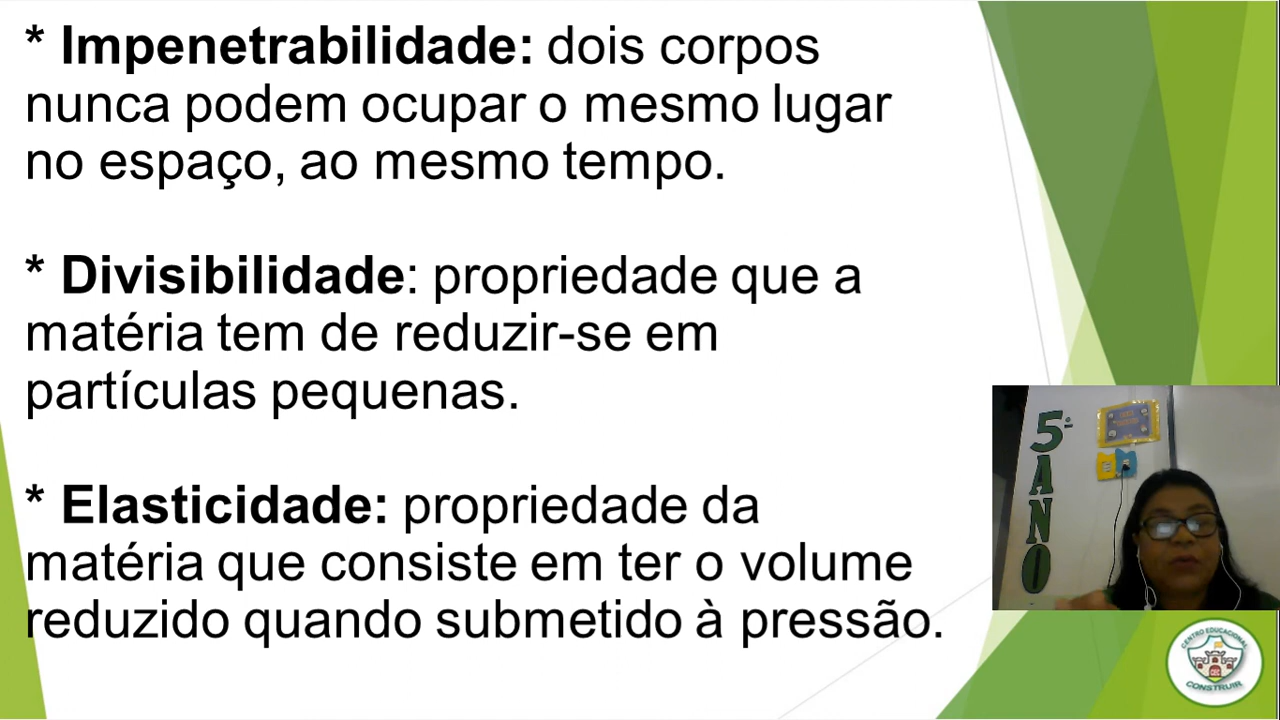 * Impenetrabilidade: dois corpos
nunca podem ocupar o mesmo lugar
no espaço, ao mesmo tempo.
* Divisibilidade: propriedade que a
matéria tem de reduzir-se em
partículas pequenas.
* Elasticidade: propriedade da
matéria que consiste em ter o volume
reduzido quando submetido à pressão.
5º
ANO
CENTRO EDUCACIONAL
CONSTRUIR